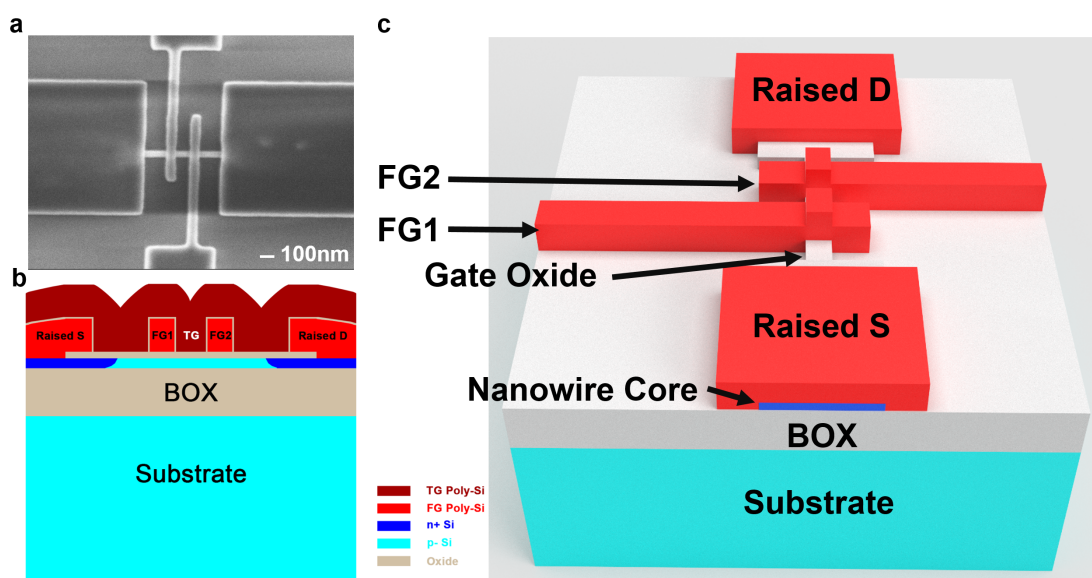 a
100nm
b
Raised S
FG1
TG
FG2
Raised D
BOX
Substrate
TG Poly-Si
FG Poly-Si
n+ Si
p- Si
Oxide
c
Raised D
FG2
FG1
Gate Oxide
Raised S
Nanowire Core
BOX
Substrate